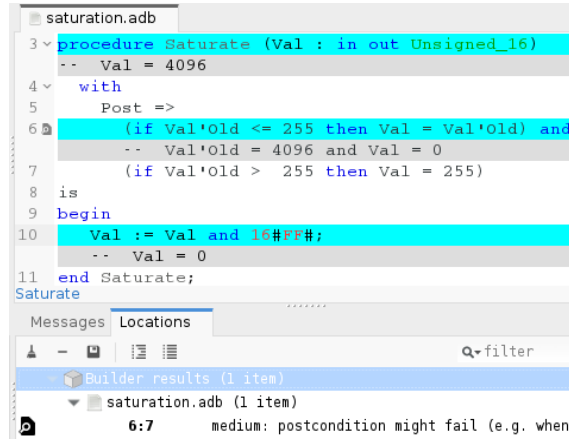 saturation.adb
3 procedure Saturate (Val : in out Unsigned_16)
-- Val = 4096
4 with
5 Post =>
6 (if Val'Old <= 255 then Val = Val'Old) and
-- Val'Old = 4096 and Val = 0
7 (if Val'Old > 255 then Val = 255)
8 is
9 begin
10 Val := Val and 16#FF#;
-- Val = 0
11 end Saturate;
Saturate
Messages Locations
filter
Builder results (1 item)
saturation.adb (1 item)
6:7 medium: postcondition might fail (e.g. when